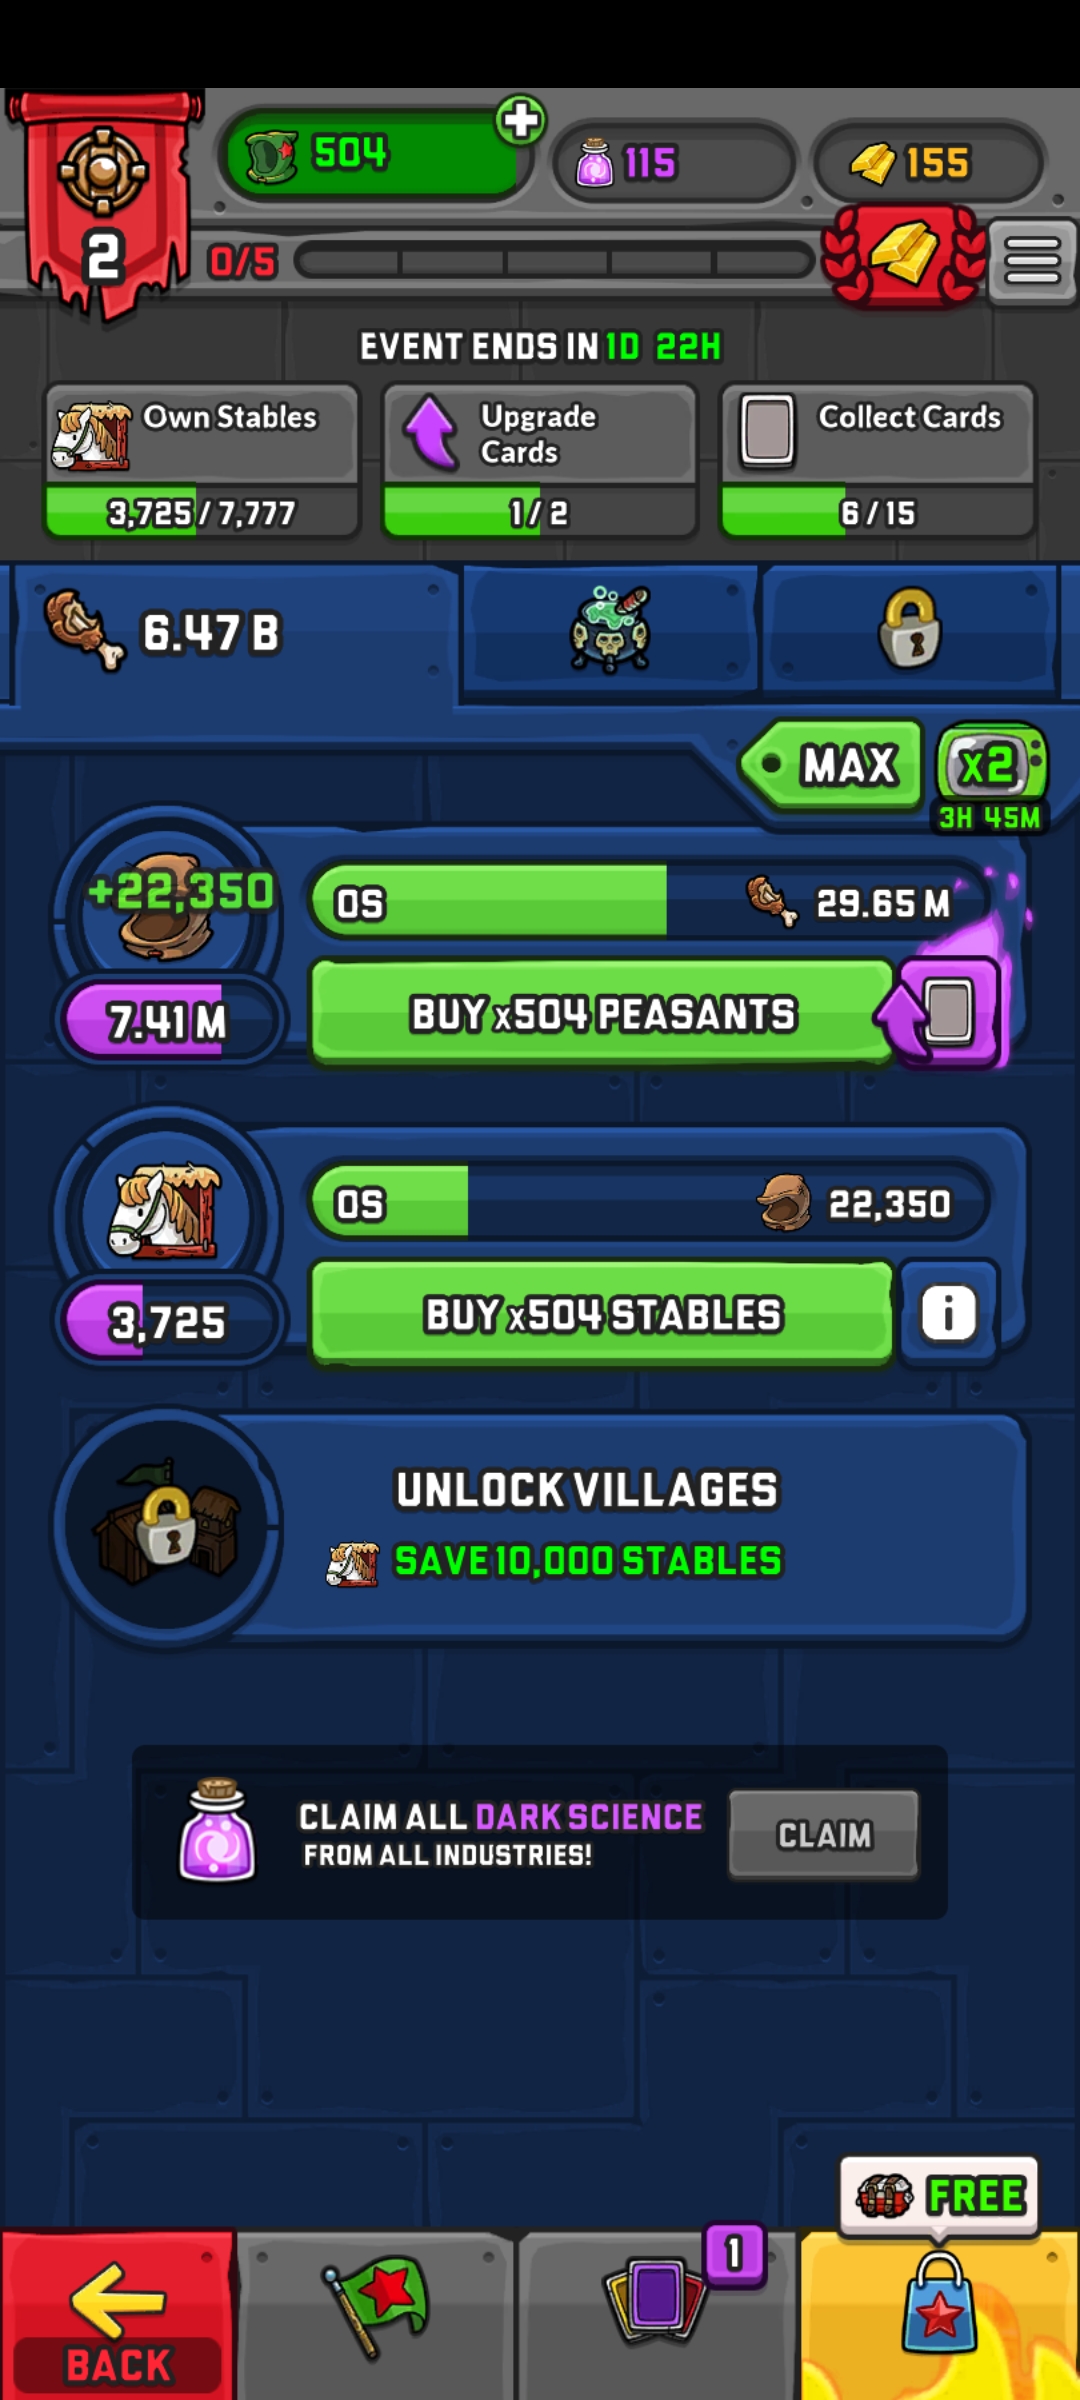 504
115
155
2
0/5
EVENT ENDS IN 1D 22H
Own Stables
3,725 / 7,777
Upgrade
Cards
1 / 2
Collect Cards
6 / 15
6.47 B
MAX
x2
3H 45M
+22,350
0S
29.65 M
7.41 M
BUY x504 PEASANTS
0S
22,350
3,725
BUY x504 STABLES
i
UNLOCK VILLAGES
SAVE 10,000 STABLES
CLAIM ALL DARK SCIENCE
FROM ALL INDUSTRIES!
CLAIM
FREE
1
BACK